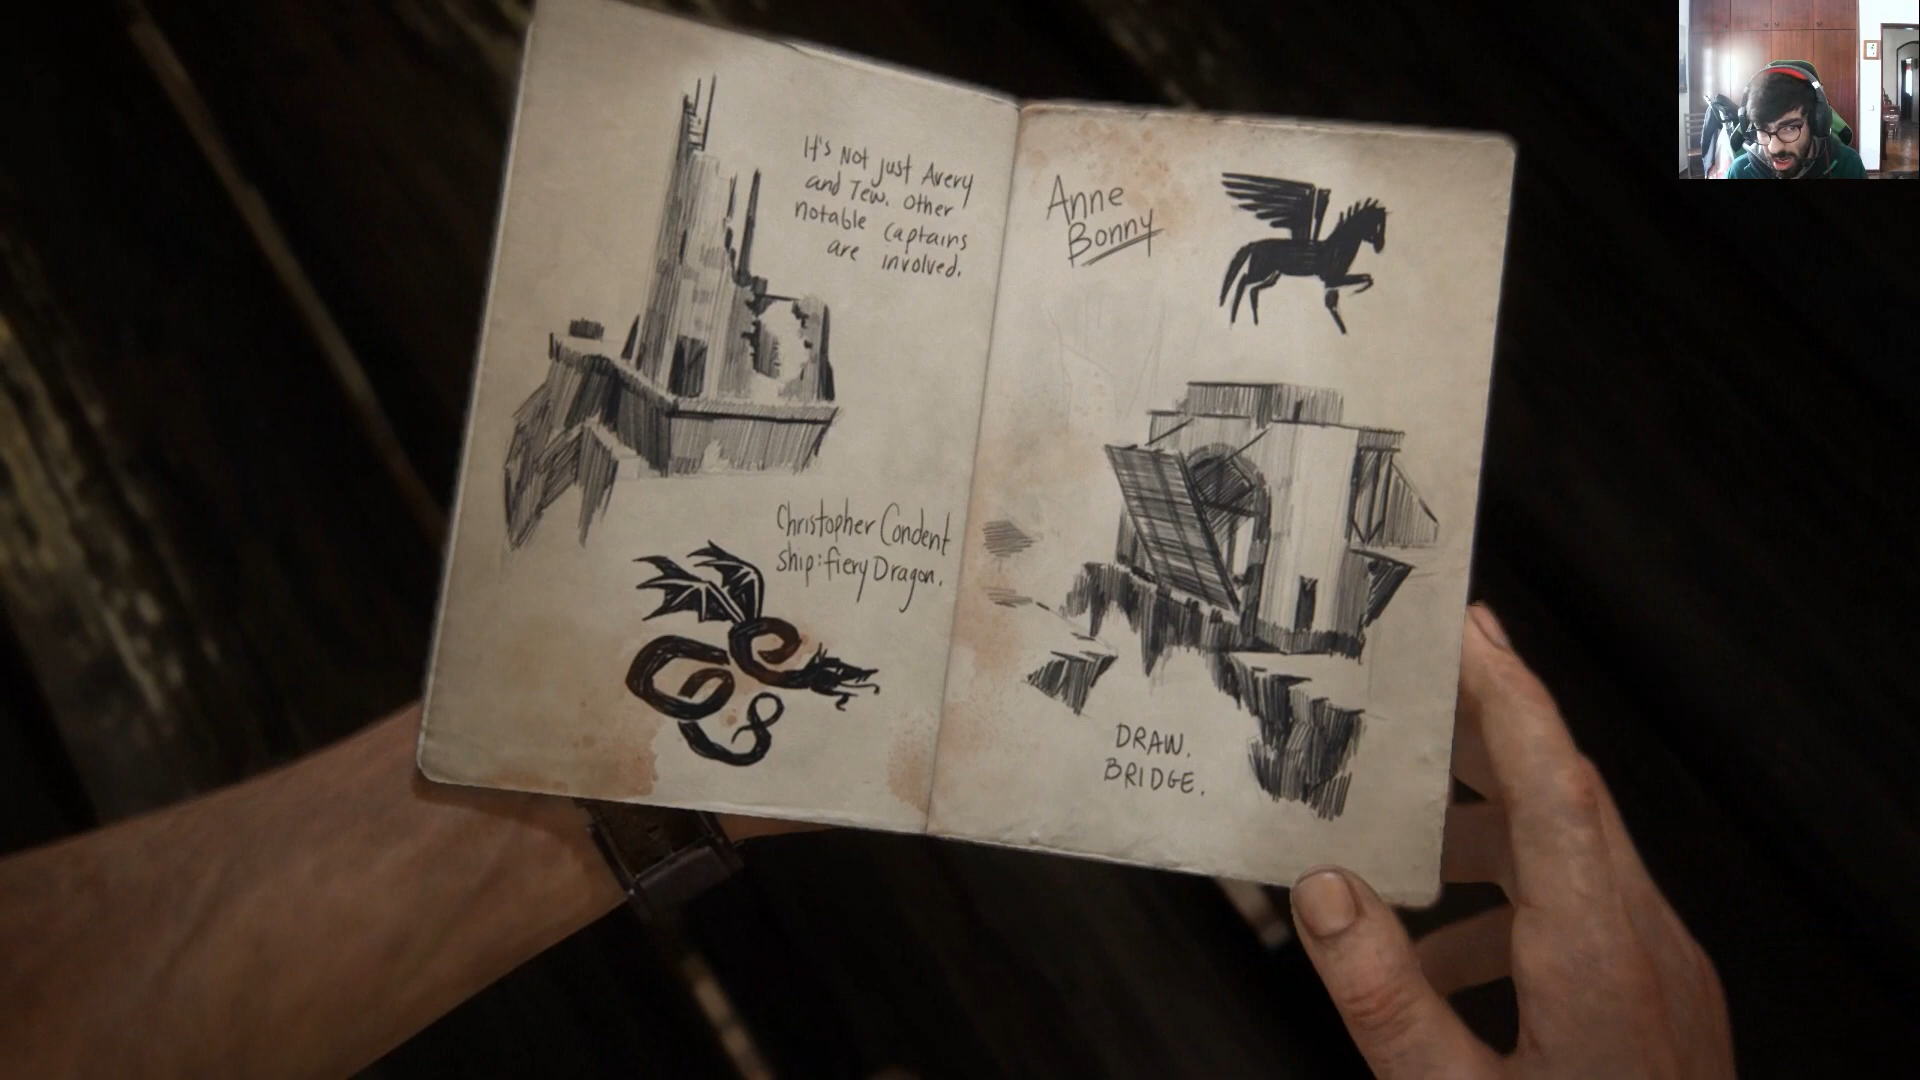 It's Not just Avery
and Tew. Other
notable captains
are involved.
Christopher Condent
ship: fiery Dragon.
Anne
Bonny
DRAW.
BRIDGE.